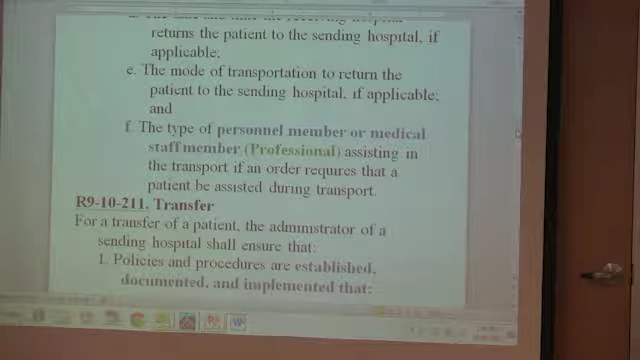 returns the patient to the sending hospital, if
applicable;
e. The mode of transportation to return the
patient to the sending hospital, if applicable;
and
f. The type of personnel member or medical
staff member (Professional) assisting in
the transport if an order requires that a
patient be assisted during transport.
R9-10-211. Transfer
For a transfer of a patient, the administrator of a
sending hospital shall ensure that:
1. Policies and procedures are established,
documented, and implemented that: